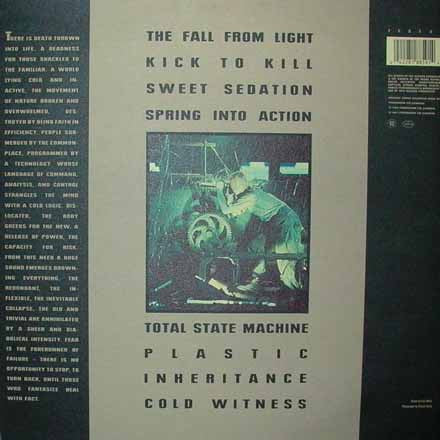 THERE IS DEATH THROWN
INTO LIFE, A DEADNESS
FOR THOSE SHACKLED TO
THE FAMILIAR. A WORLD
LYING COLD AND IN-
ACTIVE, THE MOVEMENT
OF NATURE BROKEN AND
OVERWHELMED, DES-
TROYED BY BLIND FAITH IN
EFFICIENCY. PEOPLE SUB-
MERGED BY THE COMMON-
PLACE, PROGRAMMED BY
A TECHNOLOGY WHOSE
LANGUAGE OF COMMAND,
ANALYSIS, AND CONTROL
STRANGLES THE MIND
WITH A COLD LOGIC. DIS-
LOCATED, THE BODY
GREEDS FOR THE NEW. A
RELEASE OF POWER, THE
CAPACITY FOR RISK.
FROM THIS NEED A HUGE
SOUND EMERGES DROWN-
ING EVERYTHING. THE
REDUNDANT, THE IN-
FLEXIBLE, THE INEVITABLE
COLLAPSE. THE OLD AND
TRIVIAL ARE ANNIHILATED
BY A SHEER AND DIA-
BOLICAL INTENSITY. FEAR
IS THE FORERUNNER OF
FAILURE - THERE IS NO
OPPORTUNITY TO STOP, TO
TURN BACK, UNTIL THOSE
WHO FANTASIZE DEAL
WITH FACT.
THE FALL FROM LIGHT
KICK TO KILL
SWEET SEDATION
SPRING INTO ACTION
TOTAL STATE MACHINE
PLASTIC
INHERITANCE
COLD WITNESS